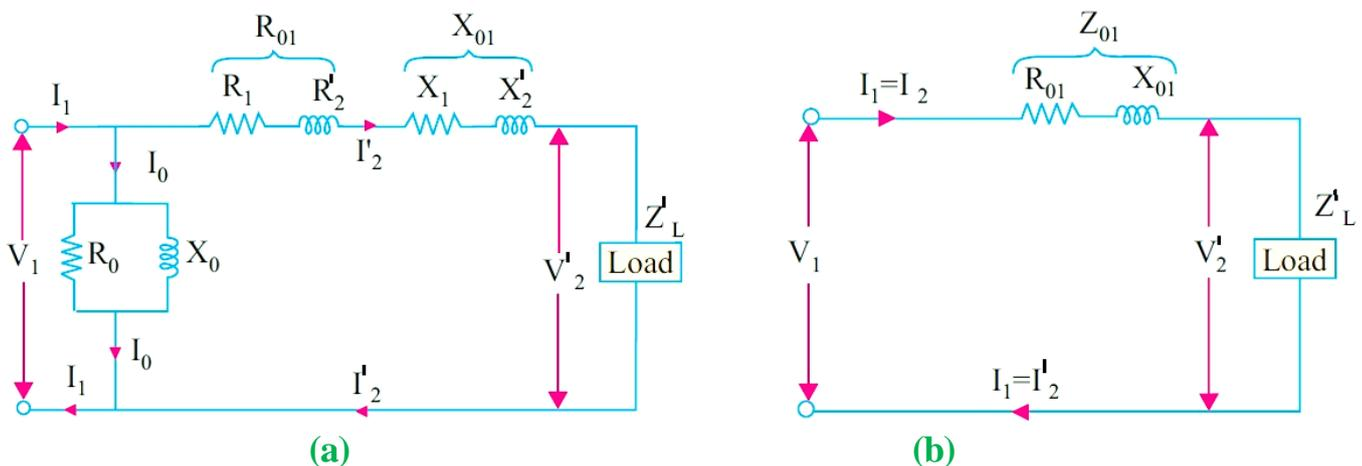 R₀₁ X₀₁
R₁ R'₂ X₁ X'₂
I₁
I'₂
I₀
V₁ R₀ X₀ V'₂ Z'L Load
I₀
I₁ I'₂
(a)
Z₀₁
R₀₁ X₀₁
I₁=I ₂
V₁ V'₂ Z'L Load
I₁=I'₂
(b)